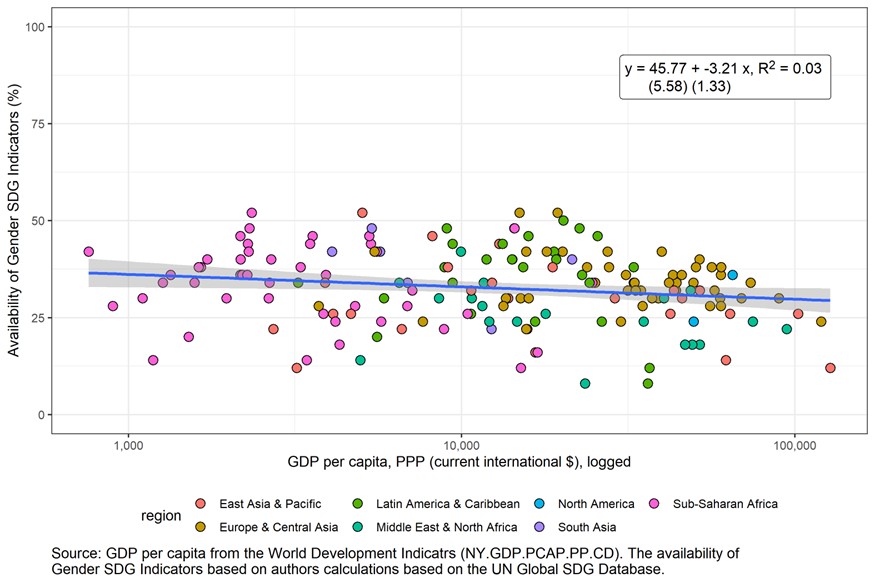 100
75
50
25
0
Availability of Gender SDG Indicators (%)
y = 45.77 + -3.21 x, R² = 0.03
(5.58) (1.33)
1,000 10,000 100,000
GDP per capita, PPP (current international $), logged
region
East Asia & Pacific Latin America & Caribbean North America Sub-Saharan Africa
Europe & Central Asia Middle East & North Africa South Asia
Source: GDP per capita from the World Development Indicatrs (NY.GDP.PCAP.PP.CD). The availability of
Gender SDG Indicators based on authors calculations based on the UN Global SDG Database.